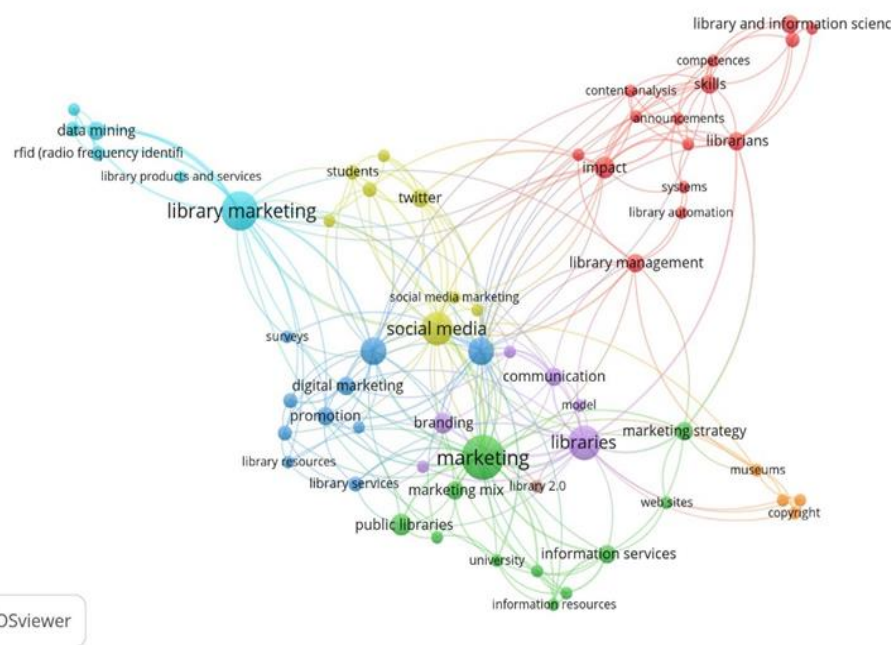 library and information scienc
competences
skills
content analysis
announcements
data mining
librarians
rfid (radio frequency identifi
impact
students
library products and services
systems
twitter
library marketing
library automation
library management
social media marketing
social media
surveys
communication
digital marketing
model
promotion
branding
marketing strategy
libraries
marketing
library resources
museums
library services
marketing mix
library 2.0
web sites
copyright
public libraries
information services
university
information resources
OSviewer